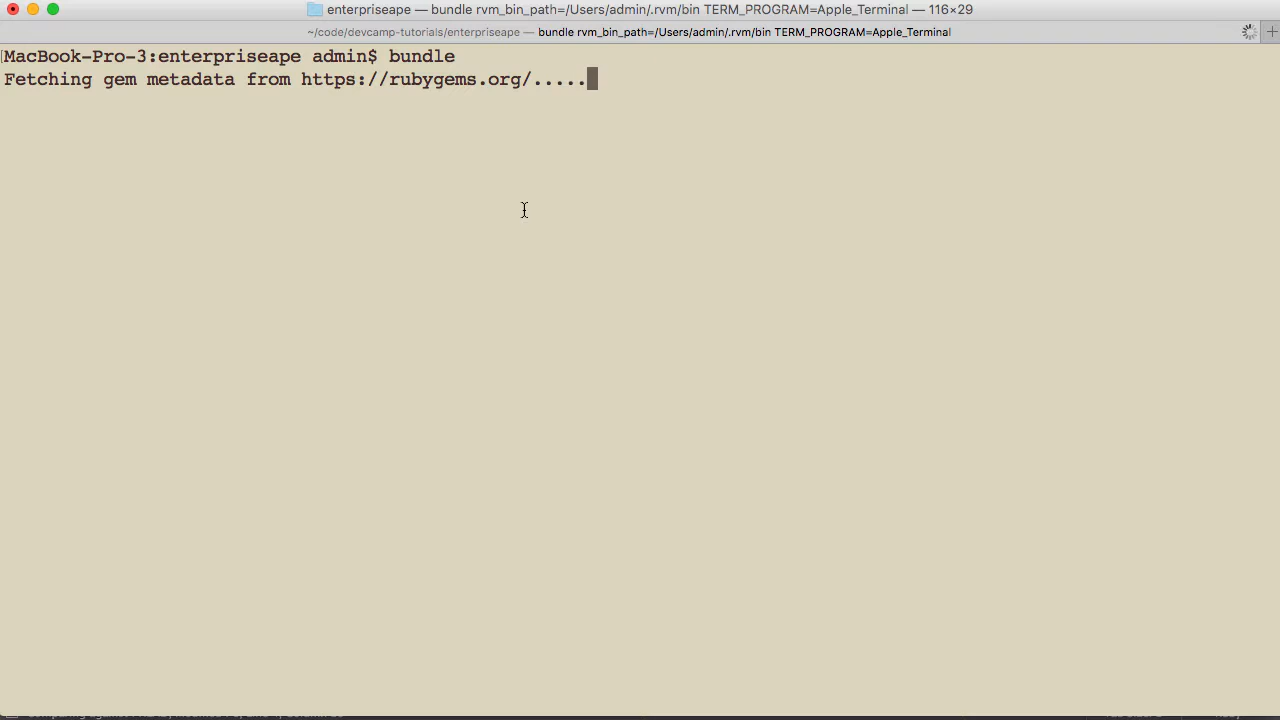 enterpriseape — bundle rvm_bin_path=/Users/admin/.rvm/bin TERM_PROGRAM=Apple_Terminal — 116×29
~/code/devcamp-tutorials/enterpriseape — bundle rvm_bin_path=/Users/admin/.rvm/bin TERM_PROGRAM=Apple_Terminal
MacBook-Pro-3:enterpriseape admin$ bundle
Fetching gem metadata from https://rubygems.org/.....